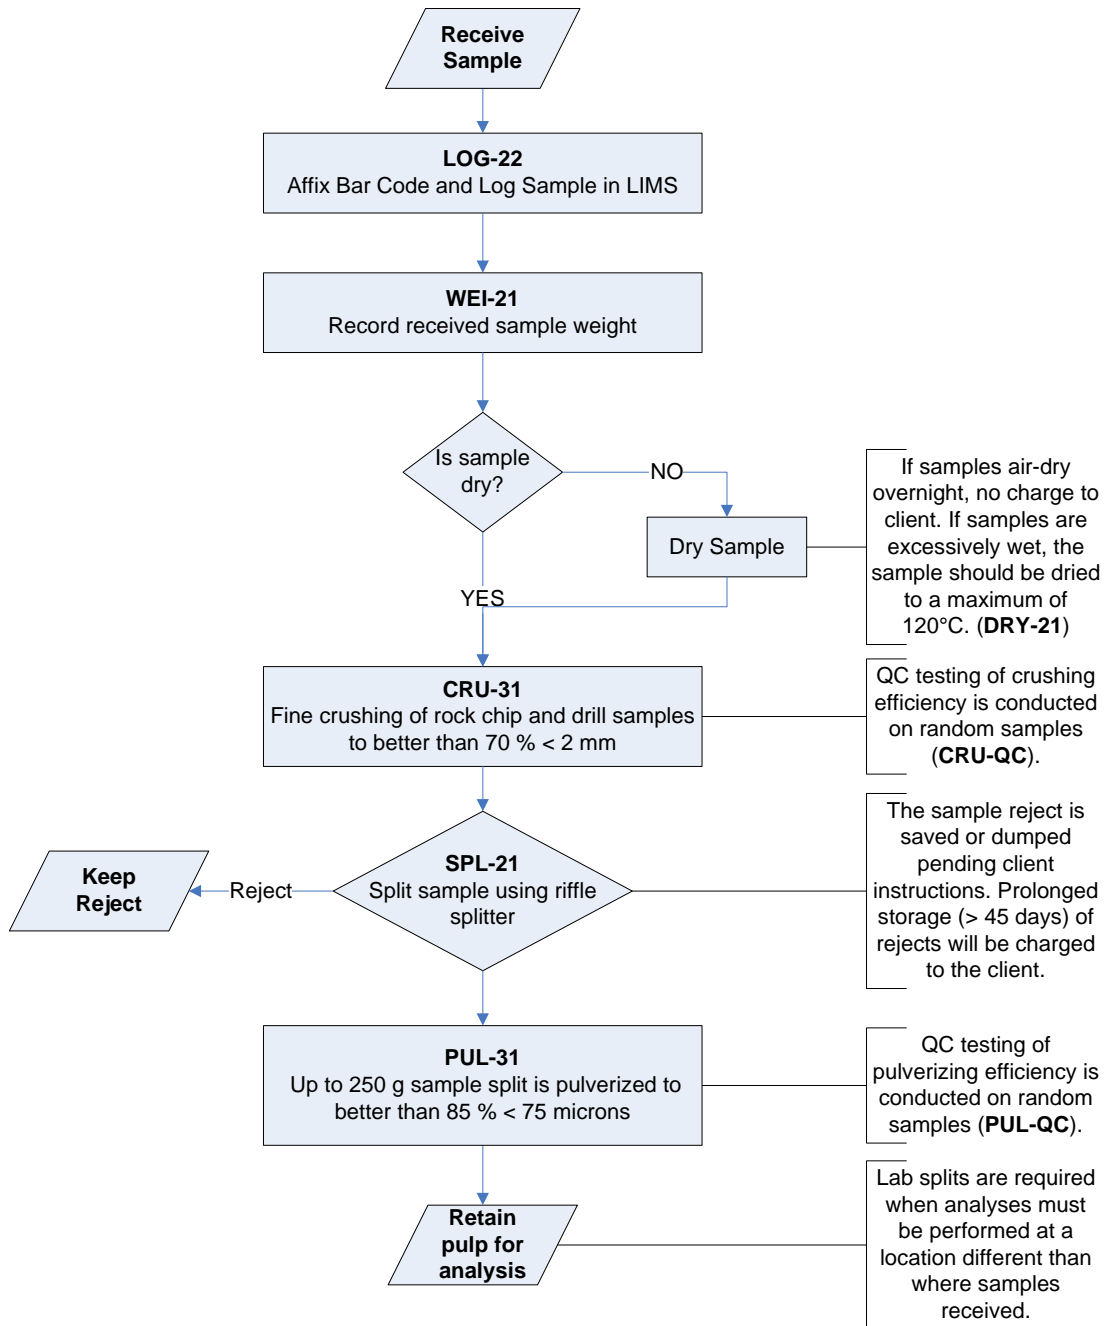 Receive
Sample
LOG-22
Affix Bar Code and Log Sample in LIMS
WEI-21
Record received sample weight
Is sample
dry?
NO
Dry Sample
If samples air-dry
overnight, no charge to
client. If samples are
excessively wet, the
sample should be dried
to a maximum of
120°C. (DRY-21)
YES
CRU-31
Fine crushing of rock chip and drill samples
to better than 70 % < 2 mm
QC testing of crushing
efficiency is conducted
on random samples
(CRU-QC).
SPL-21
Split sample using riffle
splitter
Reject
Keep
Reject
The sample reject is
saved or dumped
pending client
instructions. Prolonged
storage (> 45 days) of
rejects will be charged
to the client.
PUL-31
Up to 250 g sample split is pulverized to
better than 85 % < 75 microns
QC testing of
pulverizing efficiency is
conducted on random
samples (PUL-QC).
Retain
pulp for
analysis
Lab splits are required
when analyses must
be performed at a
location different than
where samples
received.